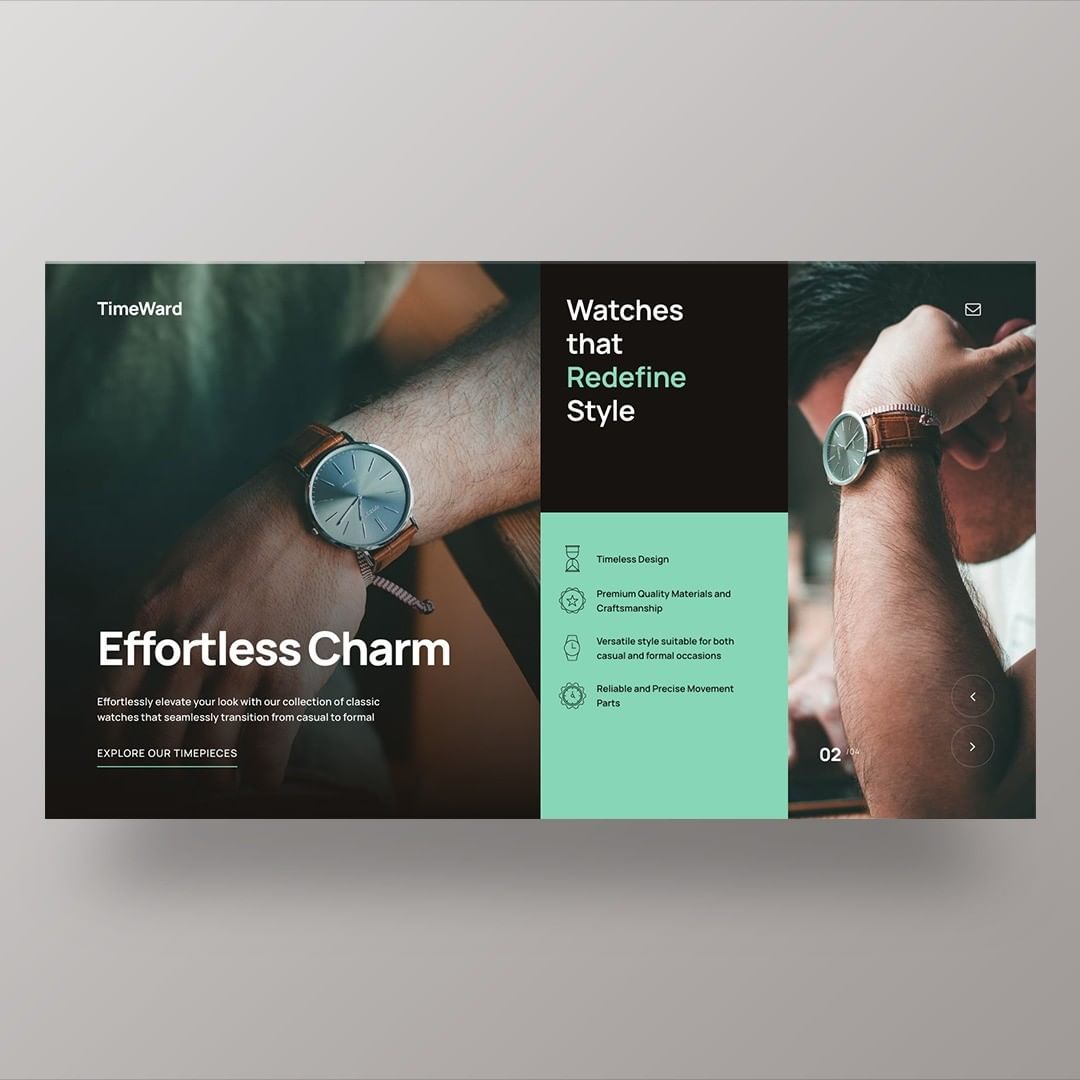 TimeWard
Effortless Charm
Effortlessly elevate your look with our collection of classic
watches that seamlessly transition from casual to formal
EXPLORE OUR TIMEPIECES
Watches
that
Redefine
Style
Timeless Design
Premium Quality Materials and
Craftsmanship
Versatile style suitable for both
casual and formal occasions
Reliable and Precise Movement
Parts
02 /04